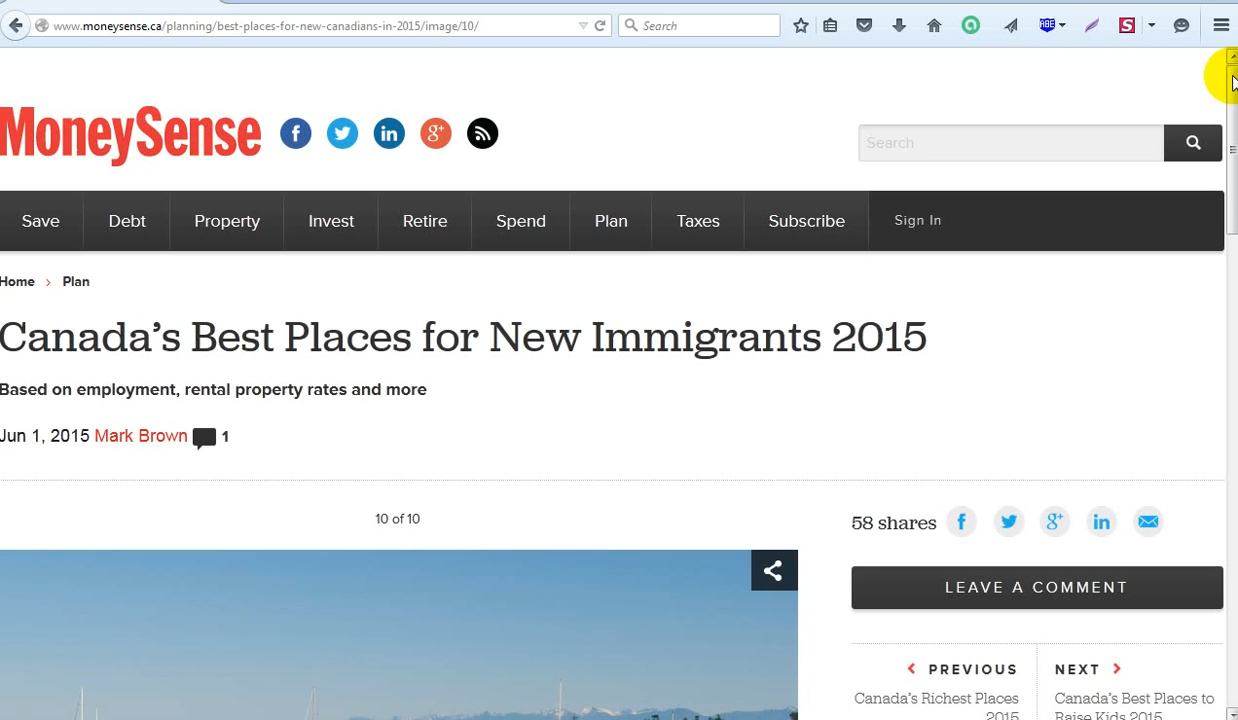 www.moneysense.ca/planning/best-places-for-new-canadians-in-2015/image/10/
Search
ABE
S
MoneySense
f
in
g+
Search
Save
Debt
Property
Invest
Retire
Spend
Plan
Taxes
Subscribe
Sign In
Home > Plan
Canada's Best Places for New Immigrants 2015
Based on employment, rental property rates and more
Jun 1, 2015 Mark Brown 1
10 of 10
58 shares
f
g+
in
LEAVE A COMMENT
PREVIOUS
NEXT
Canada's Richest Places
2015
Canada's Best Places to
Raise Kids 2015